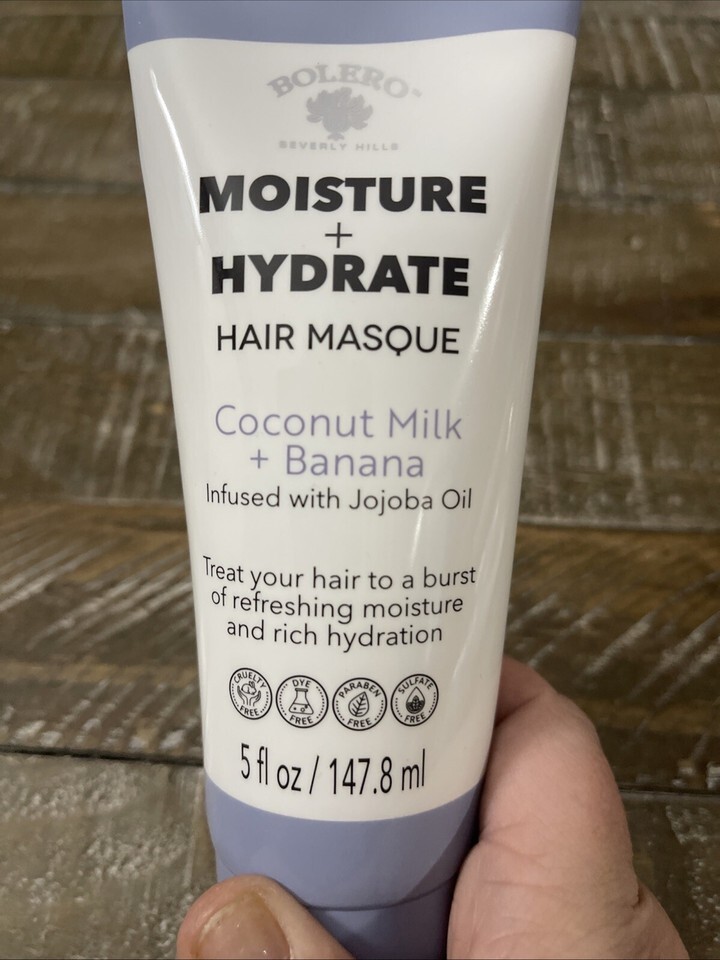 BOLERO™
BEVERLY HILLS
MOISTURE
+
HYDRATE
HAIR MASQUE
Coconut Milk
+ Banana
Infused with Jojoba Oil
Treat your hair to a burst
of refreshing moisture
and rich hydration
CRUELTY FREE
DYE FREE
PARABEN FREE
SULFATE FREE
5 fl oz / 147.8 ml